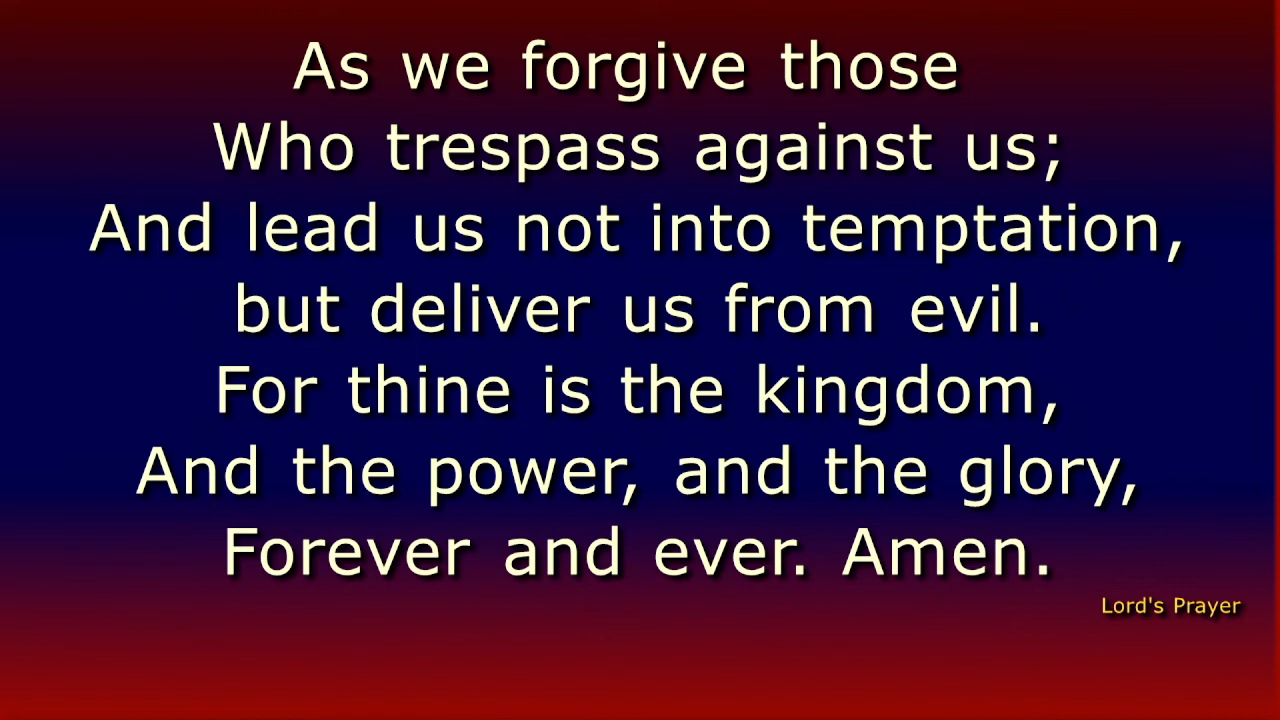 As we forgive those
Who trespass against us;
And lead us not into temptation,
but deliver us from evil.
For thine is the kingdom,
And the power, and the glory,
Forever and ever. Amen.
Lord's Prayer